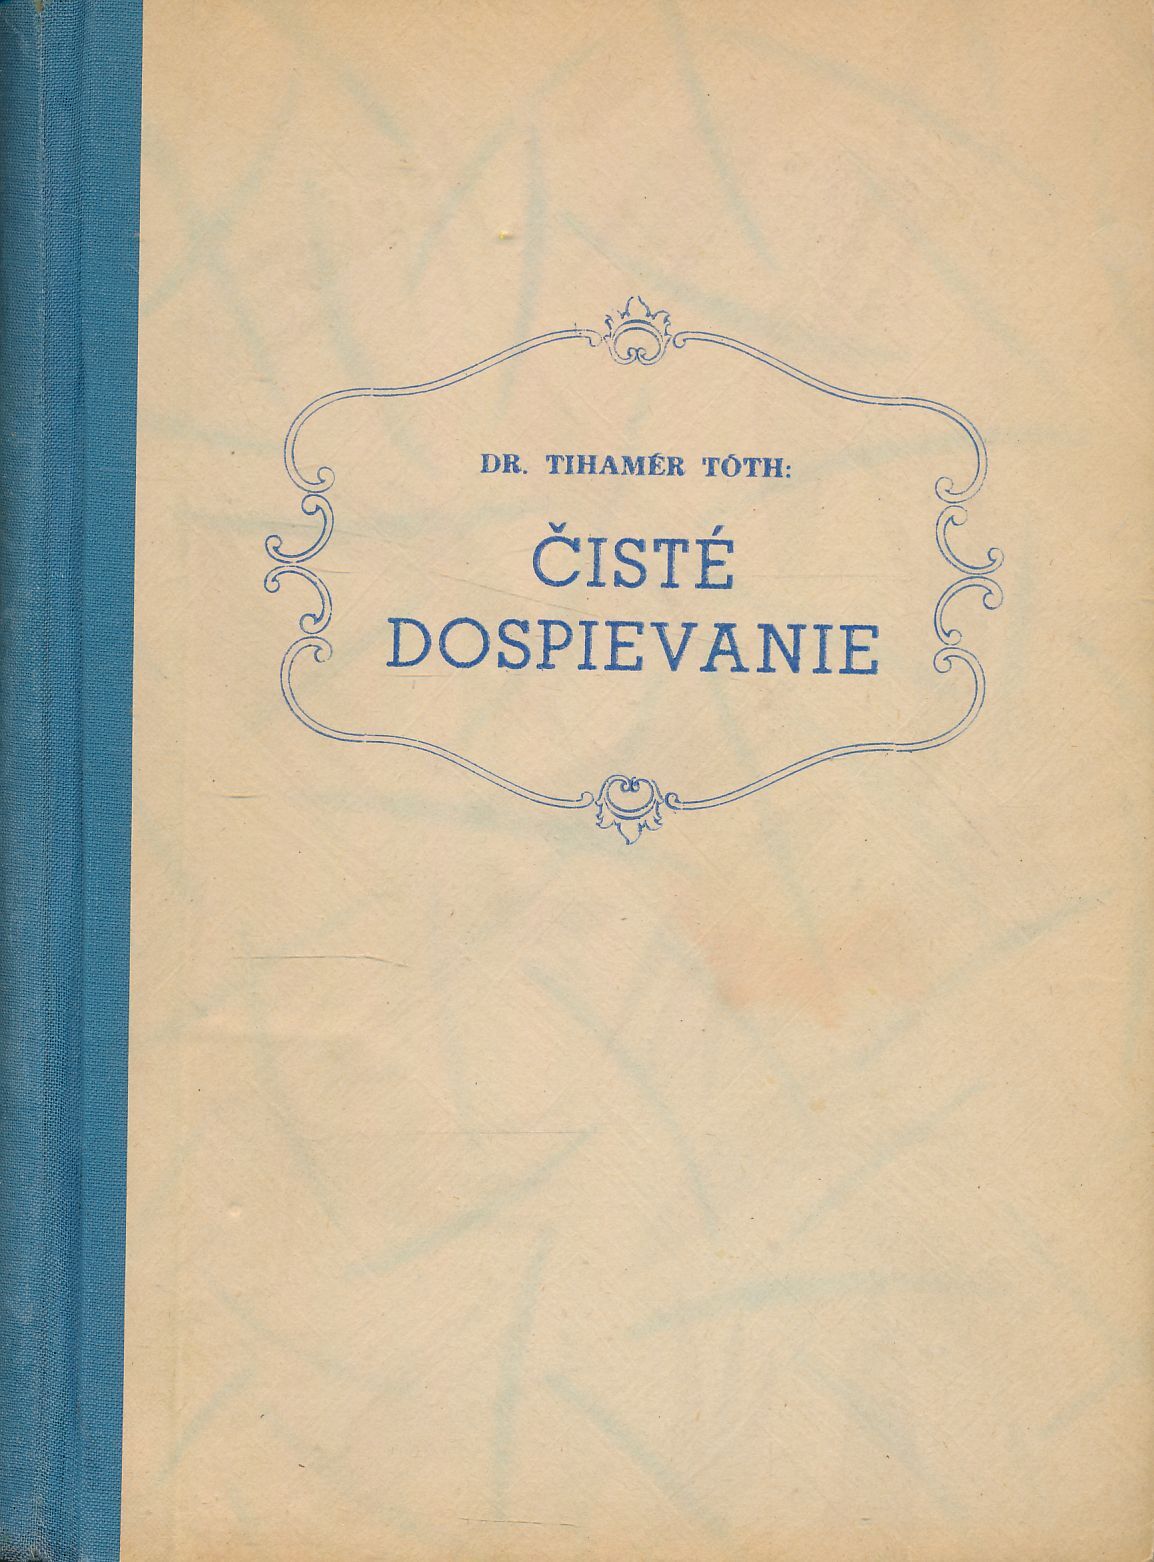 DR. TIHAMÉR TÓTH:
ČISTÉ
DOSPIEVANIE